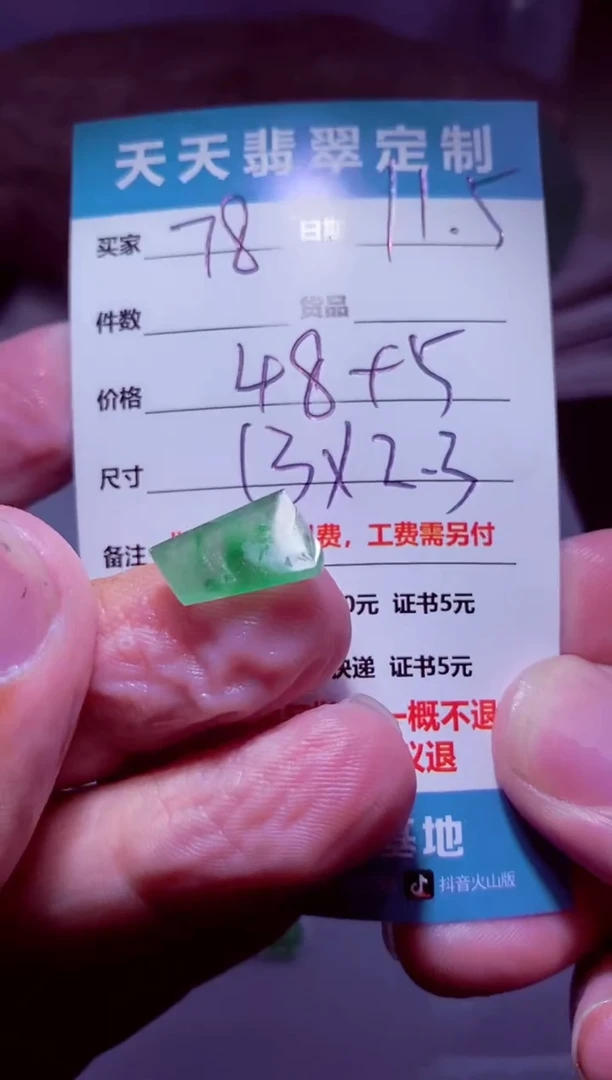 天天翡翠定制
买家 78 日期 11.5
件数 货品
价格 48+5
尺寸 13X2.3
备注 费，工费需另付
0元 证书5元
快递 证书5元
一概不退
议退
基地
抖音火山版